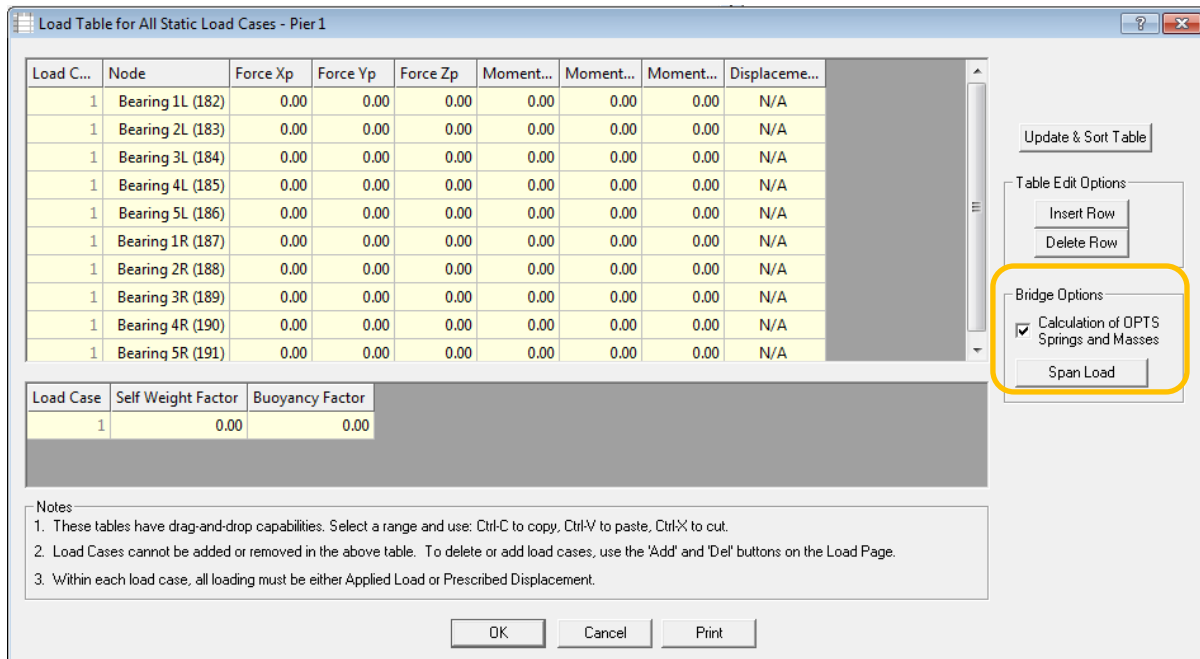 Load Table for All Static Load Cases - Pier 1
Load C... Node Force Xp Force Yp Force Zp Moment... Moment... Moment... Displaceme...
1 Bearing 1L (182) 0.00 0.00 0.00 0.00 0.00 0.00 N/A
1 Bearing 2L (183) 0.00 0.00 0.00 0.00 0.00 0.00 N/A
1 Bearing 3L (184) 0.00 0.00 0.00 0.00 0.00 0.00 N/A
1 Bearing 4L (185) 0.00 0.00 0.00 0.00 0.00 0.00 N/A
1 Bearing 5L (186) 0.00 0.00 0.00 0.00 0.00 0.00 N/A
1 Bearing 1R (187) 0.00 0.00 0.00 0.00 0.00 0.00 N/A
1 Bearing 2R (188) 0.00 0.00 0.00 0.00 0.00 0.00 N/A
1 Bearing 3R (189) 0.00 0.00 0.00 0.00 0.00 0.00 N/A
1 Bearing 4R (190) 0.00 0.00 0.00 0.00 0.00 0.00 N/A
1 Bearing 5R (191) 0.00 0.00 0.00 0.00 0.00 0.00 N/A
Update & Sort Table
Table Edit Options
Insert Row
Delete Row
Bridge Options
Calculation of OPTS
Springs and Masses
Span Load
Load Case Self Weight Factor Buoyancy Factor
1 0.00 0.00
Notes
1. These tables have drag-and-drop capabilities. Select a range and use: Ctrl-C to copy, Ctrl-V to paste, Ctrl-X to cut.
2. Load Cases cannot be added or removed in the above table. To delete or add load cases, use the 'Add' and 'Del' buttons on the Load Page.
3. Within each load case, all loading must be either Applied Load or Prescribed Displacement.
OK Cancel Print